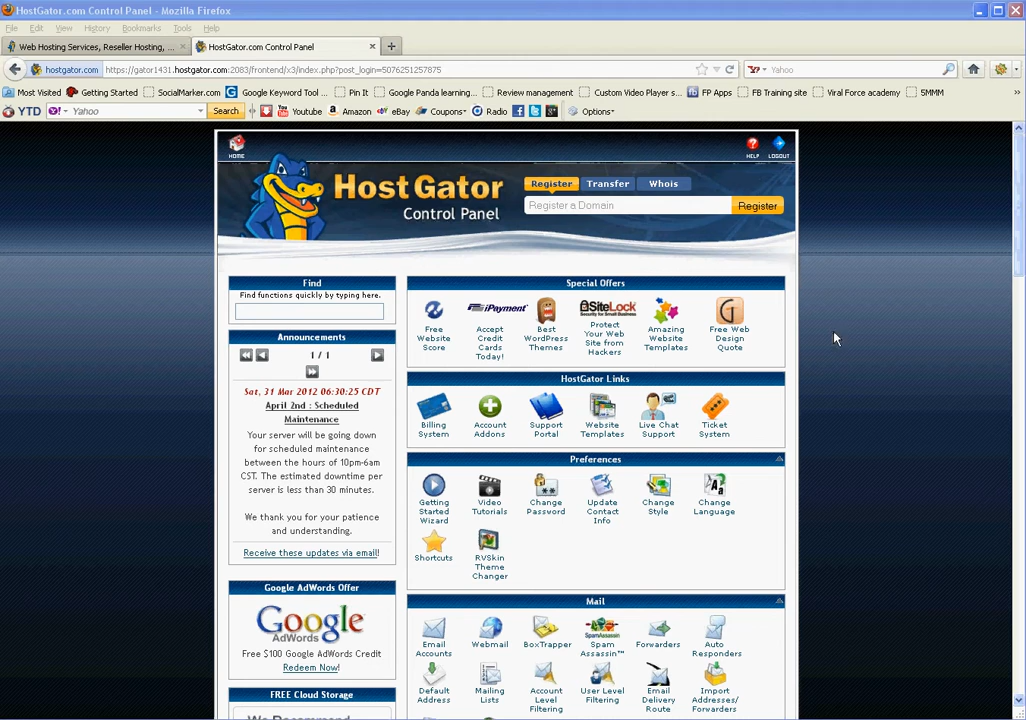 HostGator.com Control Panel - Mozilla Firefox
File Edit View History Bookmarks Tools Help
Web Hosting Services, Reseller Hosting, ...
HostGator.com Control Panel
hostgator.com
https://gator1431.hostgator.com:2083/frontend/x3/index.php?post_login=5076251257875
Yahoo
Most Visited Getting Started SocialMarker.com Google Keyword Tool ... Pin It Google Panda learning... Review management Custom Video Player s... FP Apps FB Training site Viral Force academy 5MMM
YTD Yahoo Search Youtube Amazon eBay Coupons Radio Options
HOME
HELP LOGOUT
HostGator
Control Panel
Register Transfer Whois
Register a Domain
Register
Find
Find functions quickly by typing here.
Announcements
1 / 1
Sat, 31 Mar 2012 06:30:25 CDT
April 2nd : Scheduled
Maintenance
Your server will be going down
for scheduled maintenance
between the hours of 10pm-6am
CST. The estimated downtime per
server is less than 30 minutes.
We thank you for your patience
and understanding.
Receive these updates via email!
Google AdWords Offer
Google
AdWords
Free $100 Google AdWords Credit
Redeem Now!
FREE Cloud Storage
We Recommend
Special Offers
iPayment
SiteLock
Security for Small Business
Free
Website
Score
Accept
Credit
Cards
Today!
Best
WordPress
Themes
Protect
Your Web
Site from
Hackers
Amazing
Website
Templates
Free Web
Design
Quote
HostGator Links
Billing
System
Account
Addons
Support
Portal
Website
Templates
Live Chat
Support
Ticket
System
Preferences
Getting
Started
Wizard
Video
Tutorials
Change
Password
Update
Contact
Info
Change
Style
Change
Language
Shortcuts
RVSkin
Theme
Changer
Mail
Email
Accounts
Webmail
BoxTrapper
SpamAssassin
Spam
Assassin™
Forwarders
Auto
Responders
Default
Address
Mailing
Lists
Account
Level
Filtering
User Level
Filtering
Email
Delivery
Route
Import
Addresses/
Forwarders